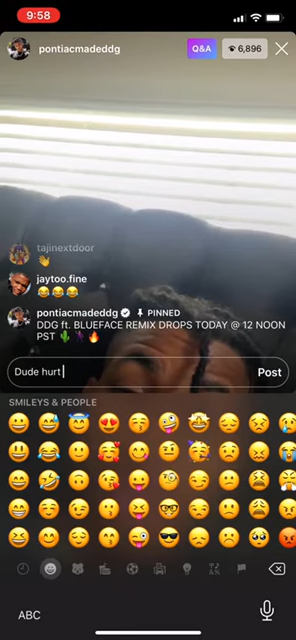 9:58
pontiacmadeddg
Q&A
6,896
tajinextdoor
jaytoo.fine
pontiacmadeddg PINNED
DDG ft. BLUEFACE REMIX DROPS TODAY @ 12 NOON
PST
Dude hurt
Post
SMILEYS & PEOPLE
ABC